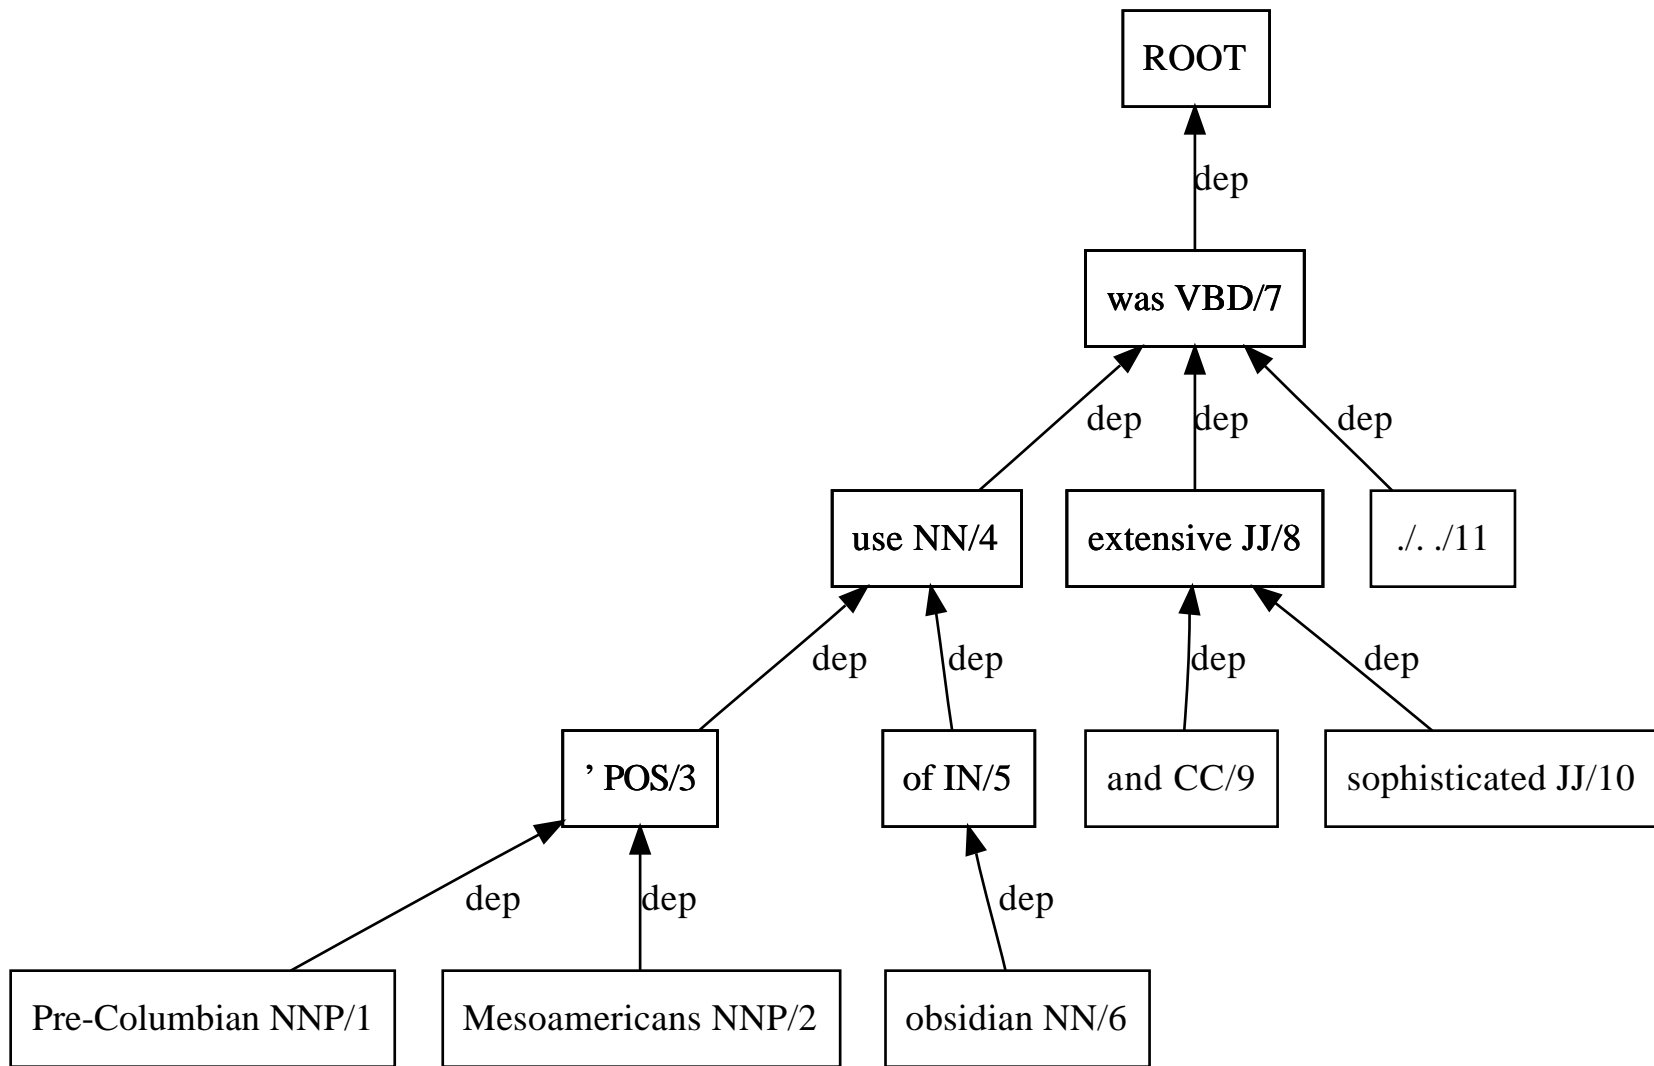 ROOT
dep
was VBD/7
dep dep dep
use NN/4 extensive JJ/8 ./. ./11
dep dep dep dep
’ POS/3 of IN/5 and CC/9 sophisticated JJ/10
dep dep dep
Pre-Columbian NNP/1 Mesoamericans NNP/2 obsidian NN/6